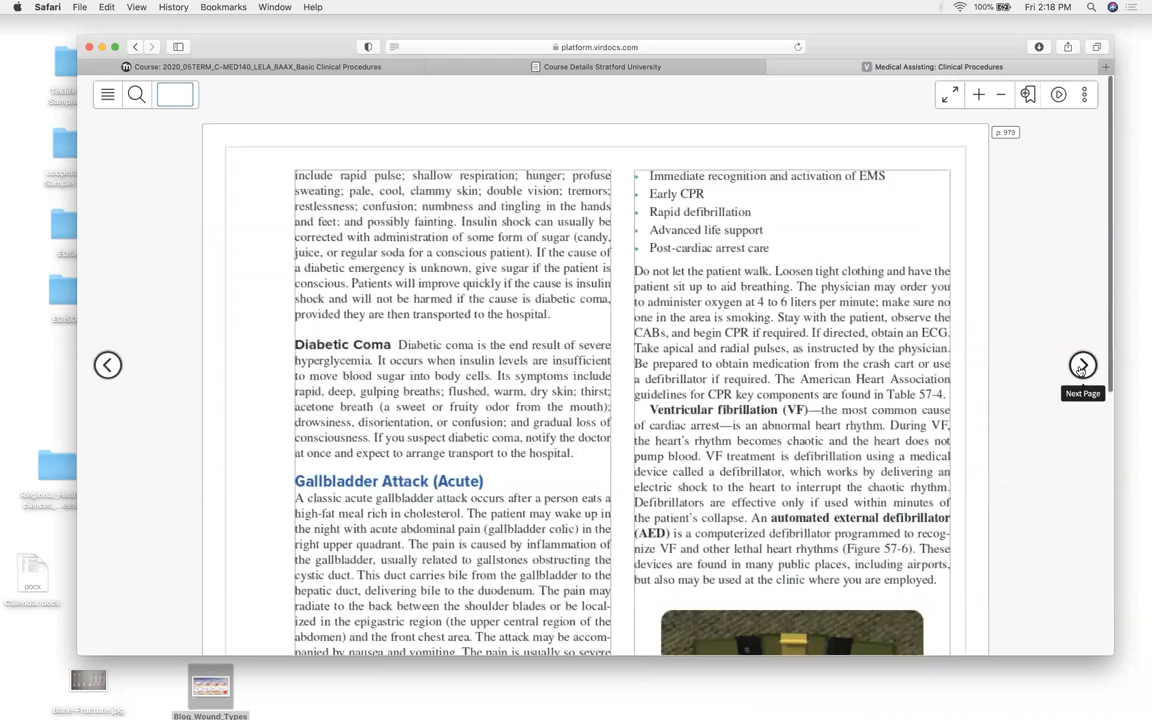 Safari File Edit View History Bookmarks Window Help
100% Fri 2:18 PM
platform.virdocs.com
Course: 2020_05TERM_C-MED140_LELA_8AAX_Basic Clinical Procedures
Course Details Stratford University
Medical Assisting: Clinical Procedures
p. 979
include rapid pulse; shallow respiration; hunger; profuse
sweating; pale, cool, clammy skin; double vision; tremors;
restlessness; confusion; numbness and tingling in the hands
and feet; and possibly fainting. Insulin shock can usually be
corrected with administration of some form of sugar (candy,
juice, or regular soda for a conscious patient). If the cause of
a diabetic emergency is unknown, give sugar if the patient is
conscious. Patients will improve quickly if the cause is insulin
shock and will not be harmed if the cause is diabetic coma,
provided they are then transported to the hospital.
Diabetic Coma Diabetic coma is the end result of severe
hyperglycemia. It occurs when insulin levels are insufficient
to move blood sugar into body cells. Its symptoms include
rapid, deep, gulping breaths; flushed, warm, dry skin; thirst;
acetone breath (a sweet or fruity odor from the mouth);
drowsiness, disorientation, or confusion; and gradual loss of
consciousness. If you suspect diabetic coma, notify the doctor
at once and expect to arrange transport to the hospital.
Gallbladder Attack (Acute)
A classic acute gallbladder attack occurs after a person eats a
high-fat meal rich in cholesterol. The patient may wake up in
the night with acute abdominal pain (gallbladder colic) in the
right upper quadrant. The pain is caused by inflammation of
the gallbladder, usually related to gallstones obstructing the
cystic duct. This duct carries bile from the gallbladder to the
hepatic duct, delivering bile to the duodenum. The pain may
radiate to the back between the shoulder blades or be local-
ized in the epigastric region (the upper central region of the
abdomen) and the front chest area. The attack may be accom-
panied by nausea and vomiting. The pain is usually so severe
• Immediate recognition and activation of EMS
• Early CPR
• Rapid defibrillation
• Advanced life support
• Post-cardiac arrest care
Do not let the patient walk. Loosen tight clothing and have the
patient sit up to aid breathing. The physician may order you
to administer oxygen at 4 to 6 liters per minute; make sure no
one in the area is smoking. Stay with the patient, observe the
CABs, and begin CPR if required. If directed, obtain an ECG.
Take apical and radial pulses, as instructed by the physician.
Be prepared to obtain medication from the crash cart or use
a defibrillator if required. The American Heart Association
guidelines for CPR key components are found in Table 57-4.
Ventricular fibrillation (VF)—the most common cause
of cardiac arrest—is an abnormal heart rhythm. During VF,
the heart's rhythm becomes chaotic and the heart does not
pump blood. VF treatment is defibrillation using a medical
device called a defibrillator, which works by delivering an
electric shock to the heart to interrupt the chaotic rhythm.
Defibrillators are effective only if used within minutes of
the patient's collapse. An automated external defibrillator
(AED) is a computerized defibrillator programmed to recog-
nize VF and other lethal heart rhythms (Figure 57-6). These
devices are found in many public places, including airports,
but also may be used at the clinic where you are employed.
Next Page
DOCX
Calendar.docx
Bone-Fracture.jpg
Blog_Wound_Types